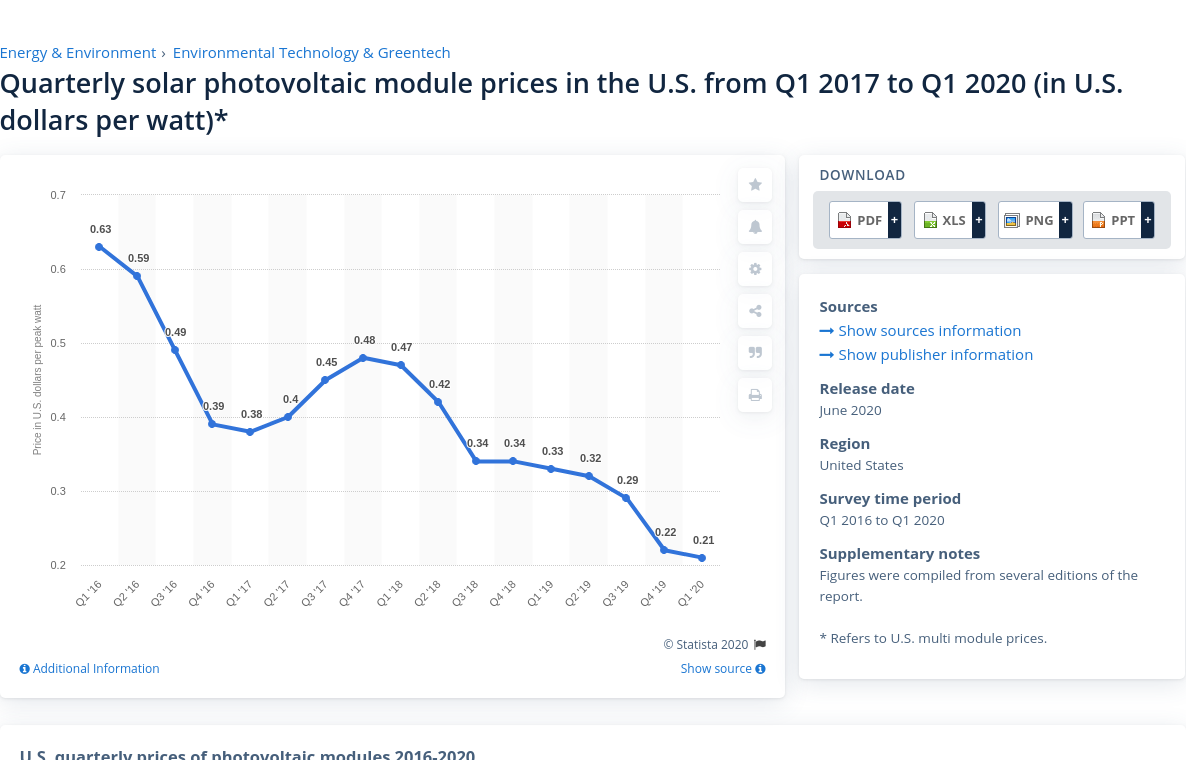 Energy & Environment › Environmental Technology & Greentech
Quarterly solar photovoltaic module prices in the U.S. from Q1 2017 to Q1 2020 (in U.S.
dollars per watt)*
Price in U.S. dollars per peak watt
0.7
0.6
0.5
0.4
0.3
0.2
0.63
0.59
0.49
0.39
0.38
0.4
0.45
0.48
0.47
0.42
0.34
0.34
0.33
0.32
0.29
0.22
0.21
Q1 '16
Q2 '16
Q3 '16
Q4 '16
Q1 '17
Q2 '17
Q3 '17
Q4 '17
Q1 '18
Q2 '18
Q3 '18
Q4 '18
Q1 '19
Q2 '19
Q3 '19
Q4 '19
Q1 '20
© Statista 2020
Additional Information
Show source
DOWNLOAD
PDF + XLS + PNG + PPT +
Sources
Show sources information
Show publisher information
Release date
June 2020
Region
United States
Survey time period
Q1 2016 to Q1 2020
Supplementary notes
Figures were compiled from several editions of the
report.
* Refers to U.S. multi module prices.
U.S. quarterly prices of photovoltaic modules 2016-2020